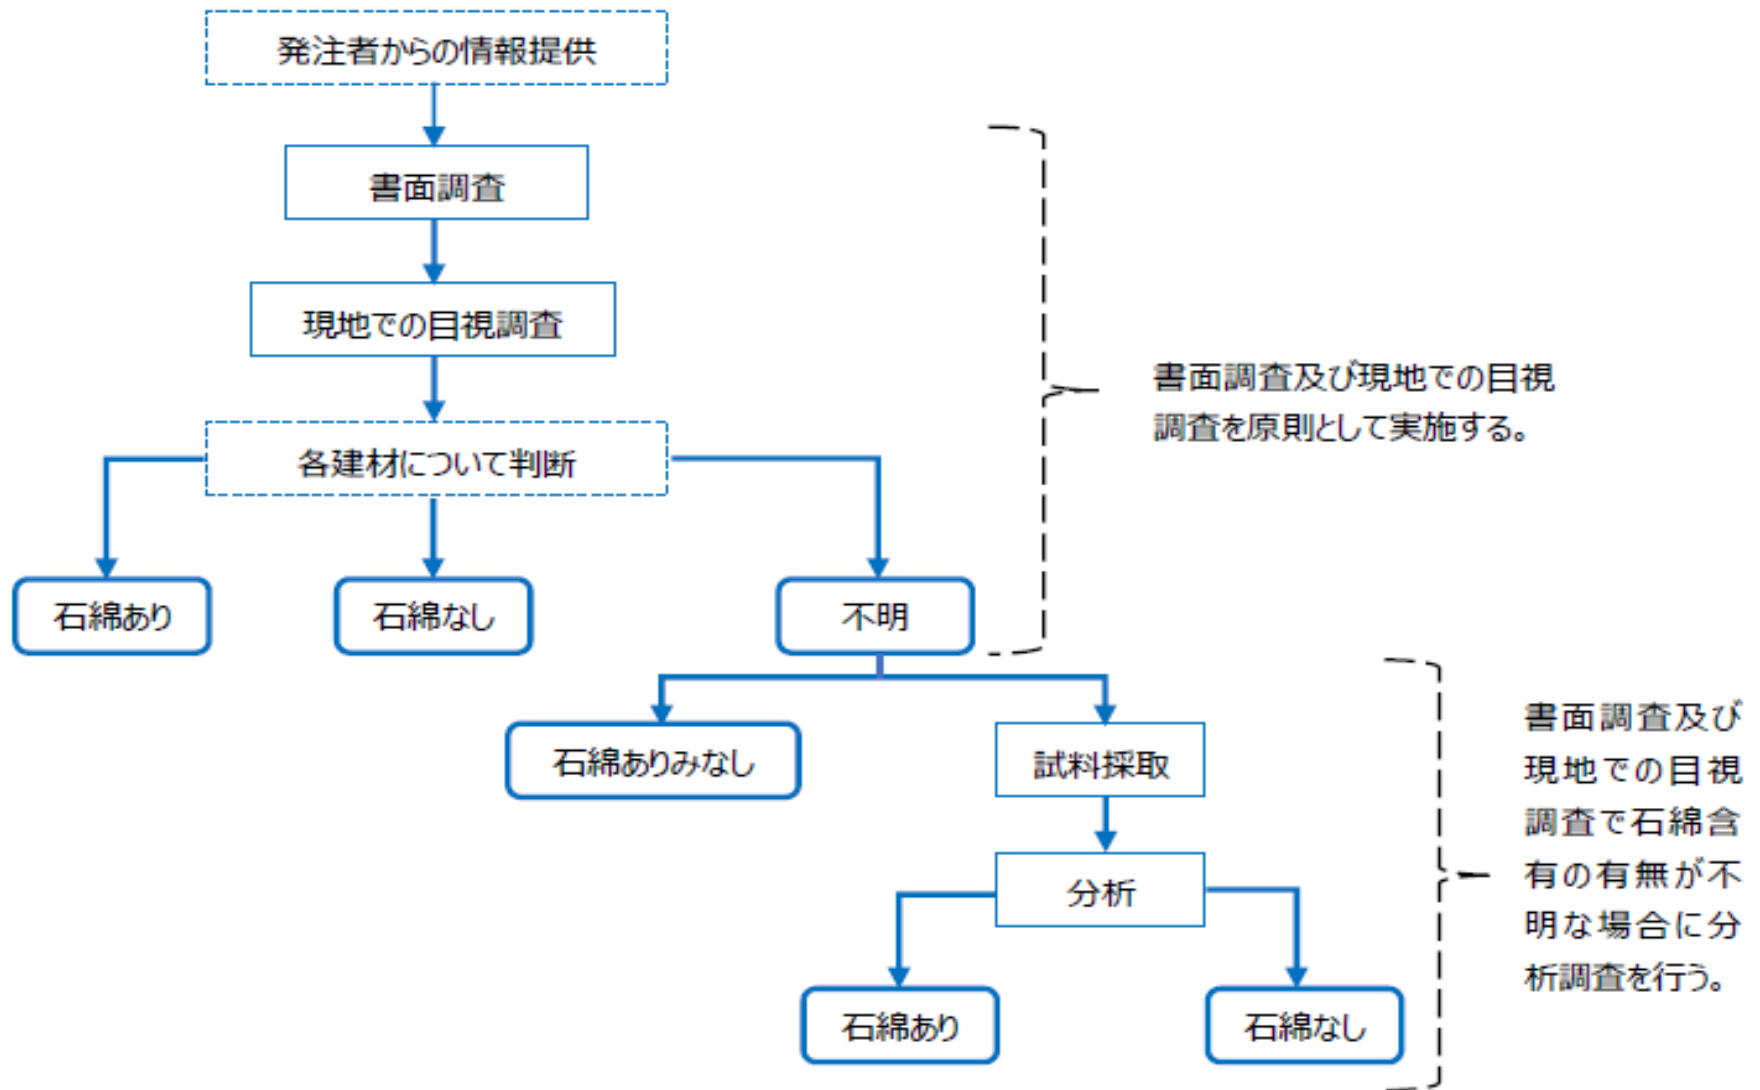 発注者からの情報提供
書面調査
現地での目視調査
各建材について判断
石綿あり
石綿なし
不明
書面調査及び現地での目視
調査を原則として実施する。
石綿ありみなし
試料採取
分析
石綿あり
石綿なし
書面調査及び
現地での目視
調査で石綿含
有の有無が不
明な場合に分
析調査を行う。